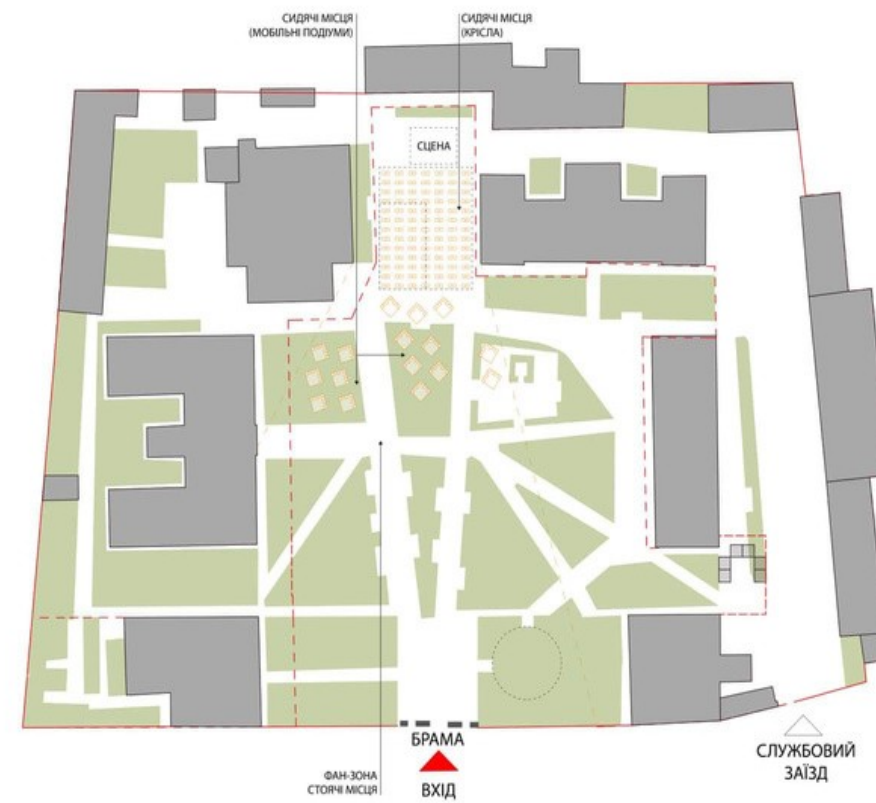 СИДЯЧІ МІСЦЯ
(МОБІЛЬНІ ПОДІУМИ)
СИДЯЧІ МІСЦЯ
(КРІСЛА)
СЦЕНА
БРАМА
ВХІД
ФАН-ЗОНА
СТОЯЧІ МІСЦЯ
СЛУЖБОВИЙ
ЗАЇЗД